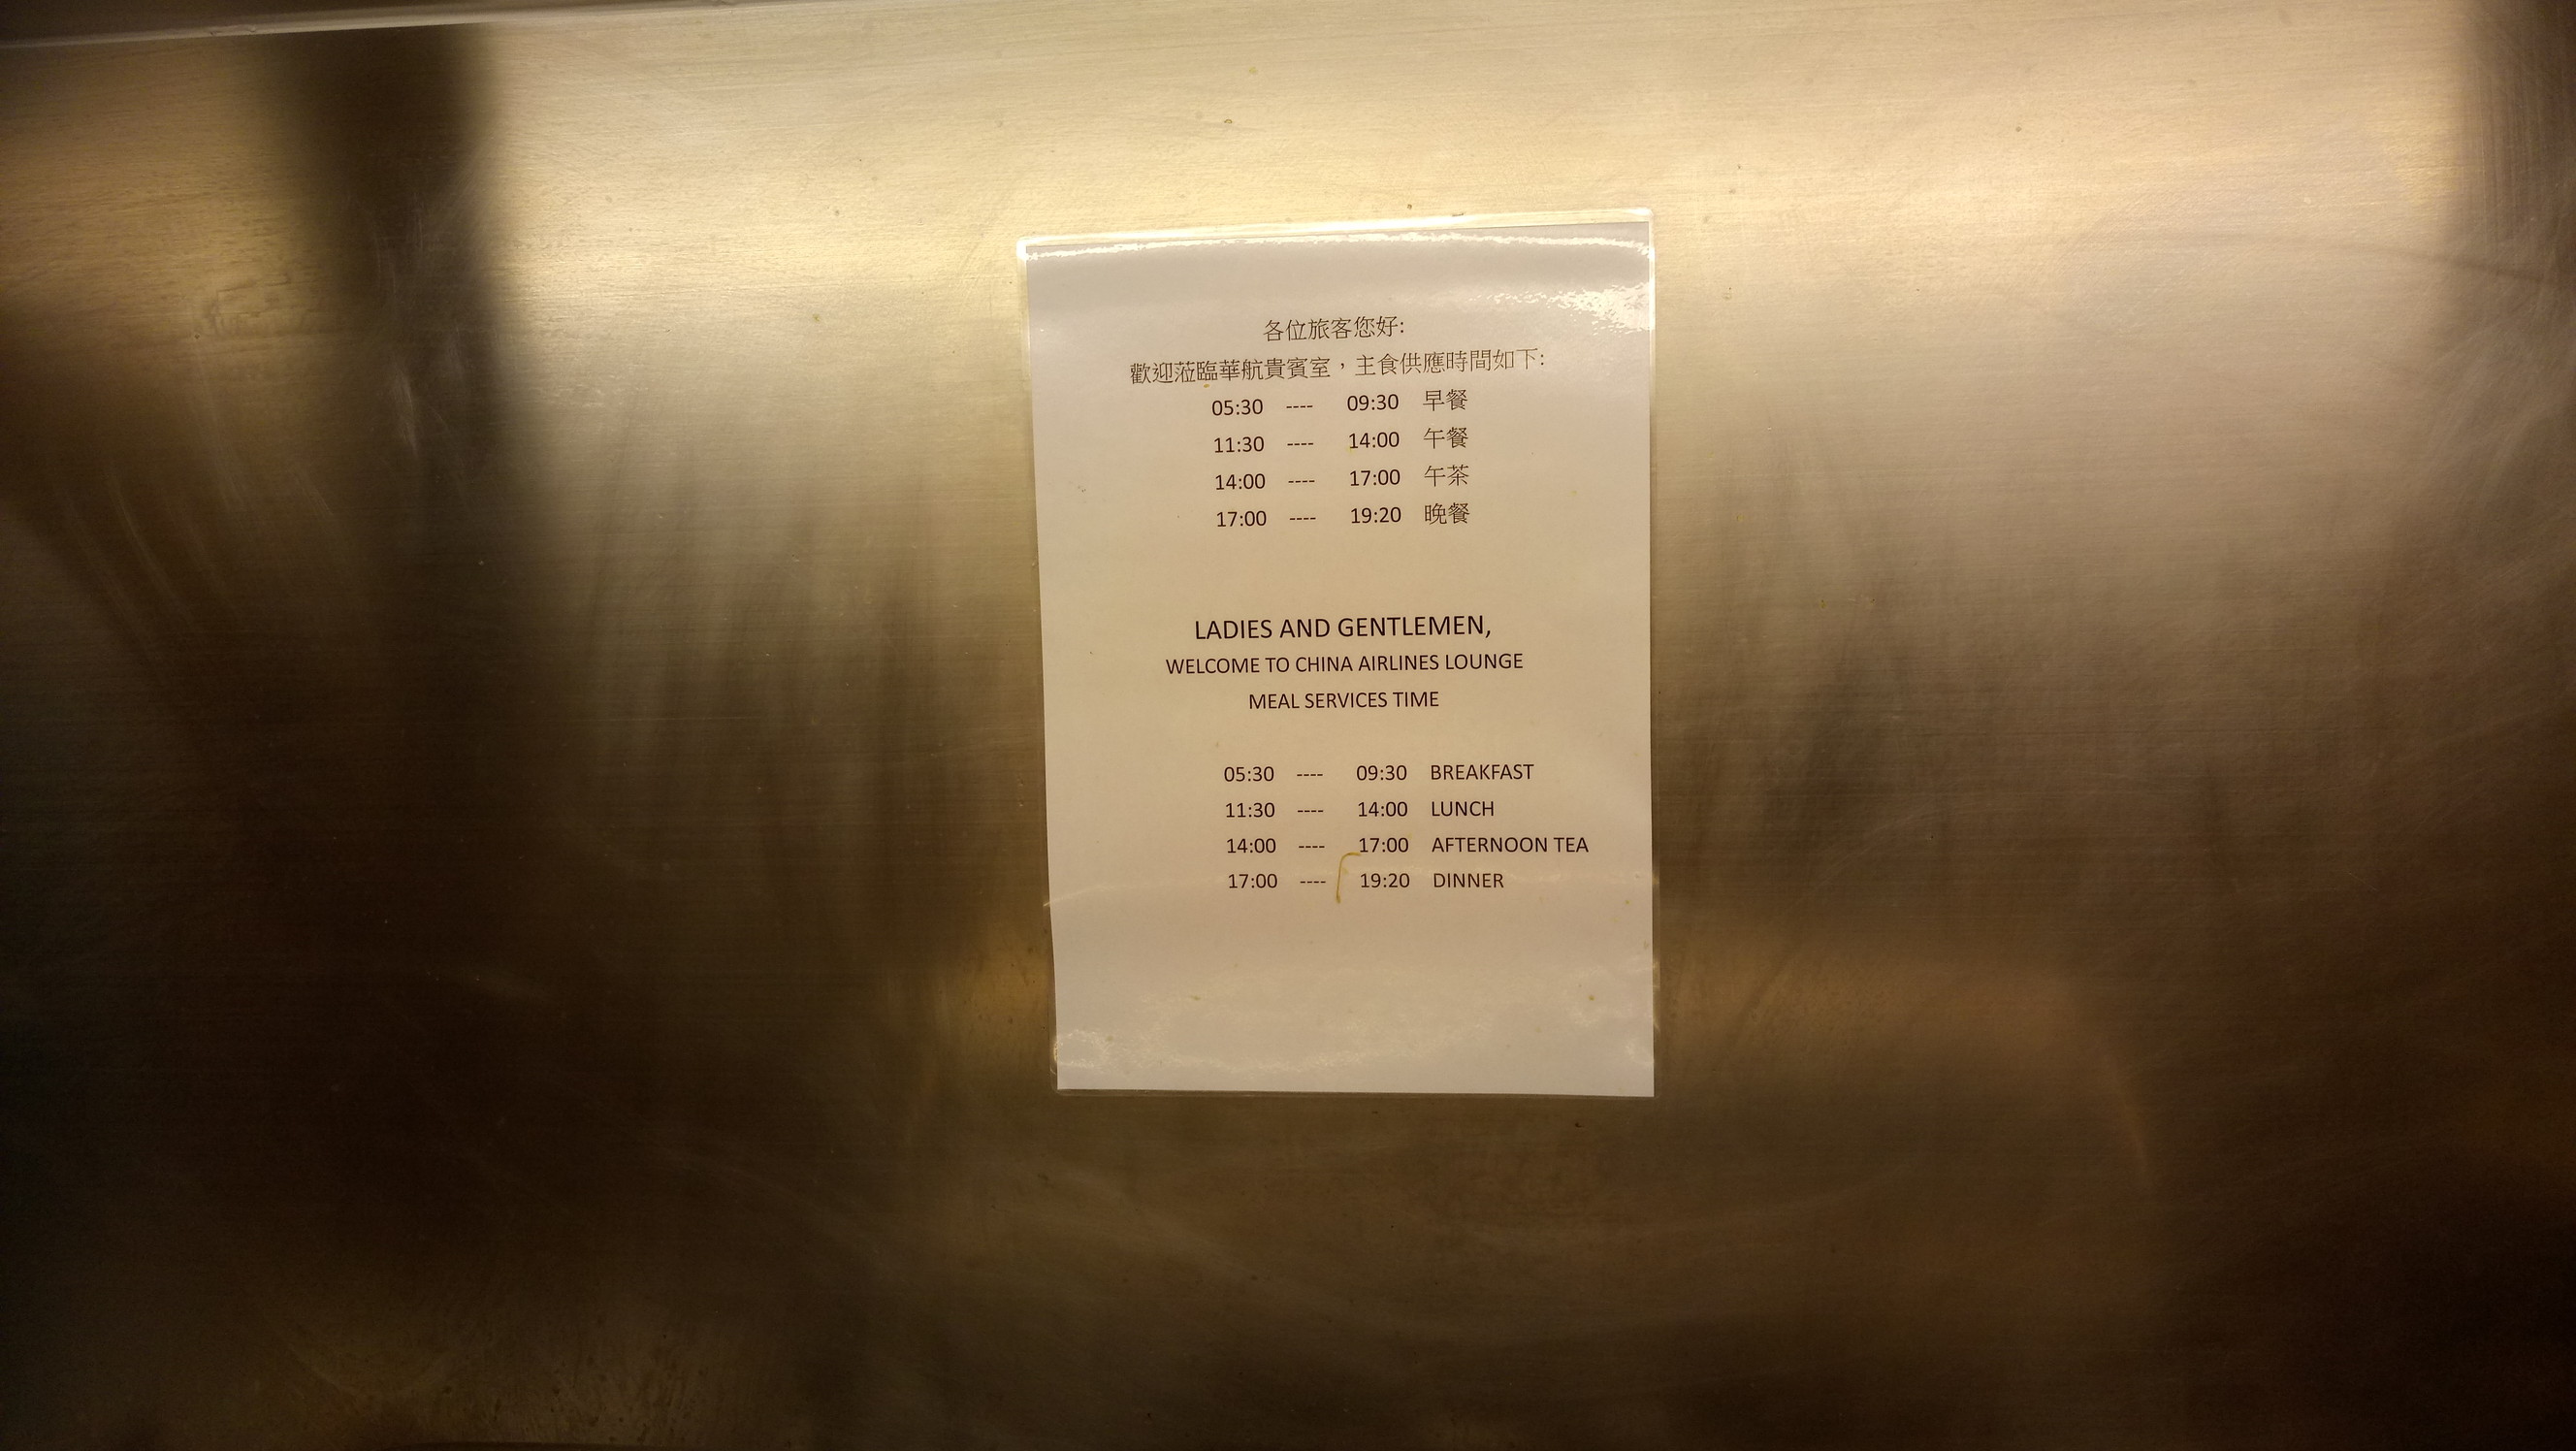 各位旅客您好:
歡迎蒞臨華航貴賓室，主食供應時間如下:
05:30 ---- 09:30 早餐
11:30 ---- 14:00 午餐
14:00 ---- 17:00 午茶
17:00 ---- 19:20 晚餐
LADIES AND GENTLEMEN,
WELCOME TO CHINA AIRLINES LOUNGE
MEAL SERVICES TIME
05:30 ---- 09:30 BREAKFAST
11:30 ---- 14:00 LUNCH
14:00 ---- 17:00 AFTERNOON TEA
17:00 ---- 19:20 DINNER